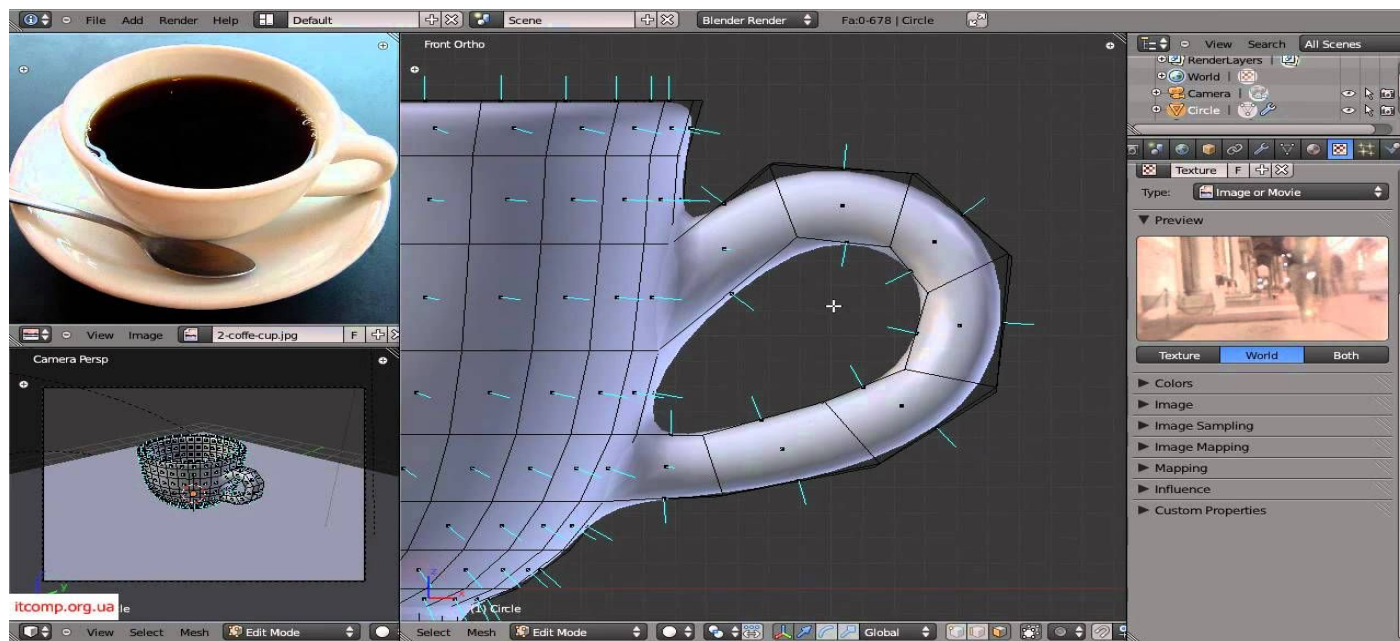 File Add Render Help Default Scene Blender Render Fa:0-678 | Circle
Front Ortho
View Image 2-coffe-cup.jpg F
Camera Persp
itcomp.org.ua
(1) Circle
View Select Mesh Edit Mode
Select Mesh Edit Mode Global
View Search All Scenes
RenderLayers |
World |
Camera |
Circle |
Texture F
Type: Image or Movie
Preview
Texture World Both
Colors
Image
Image Sampling
Image Mapping
Mapping
Influence
Custom Properties